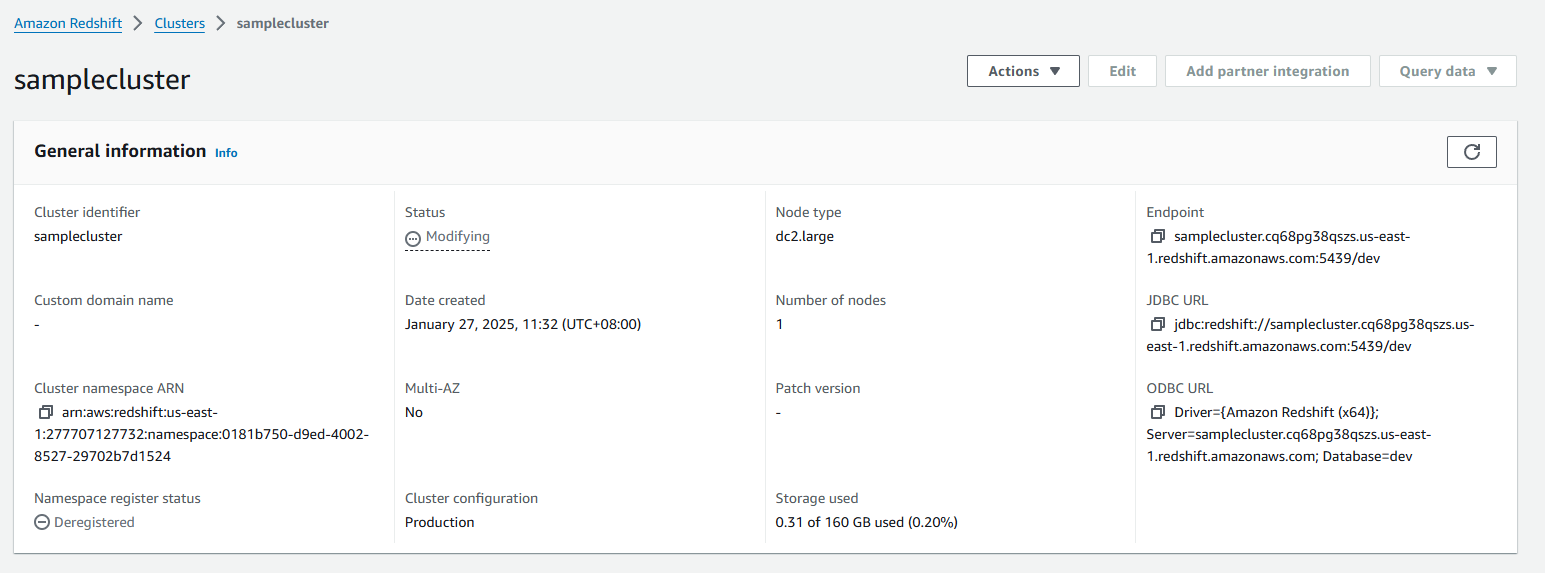 Amazon Redshift > Clusters > samplecluster
samplecluster
Actions
Edit
Add partner integration
Query data
General information Info
Cluster identifier
samplecluster
Custom domain name
-
Cluster namespace ARN
arn:aws:redshift:us-east-
1:277707127732:namespace:0181b750-d9ed-4002-
8527-29702b7d1524
Namespace register status
Deregistered
Status
Modifying
Date created
January 27, 2025, 11:32 (UTC+08:00)
Multi-AZ
No
Cluster configuration
Production
Node type
dc2.large
Number of nodes
1
Patch version
-
Storage used
0.31 of 160 GB used (0.20%)
Endpoint
samplecluster.cq68pg38qszs.us-east-
1.redshift.amazonaws.com:5439/dev
JDBC URL
jdbc:redshift://samplecluster.cq68pg38qszs.us-
east-1.redshift.amazonaws.com:5439/dev
ODBC URL
Driver={Amazon Redshift (x64)};
Server=samplecluster.cq68pg38qszs.us-east-
1.redshift.amazonaws.com; Database=dev